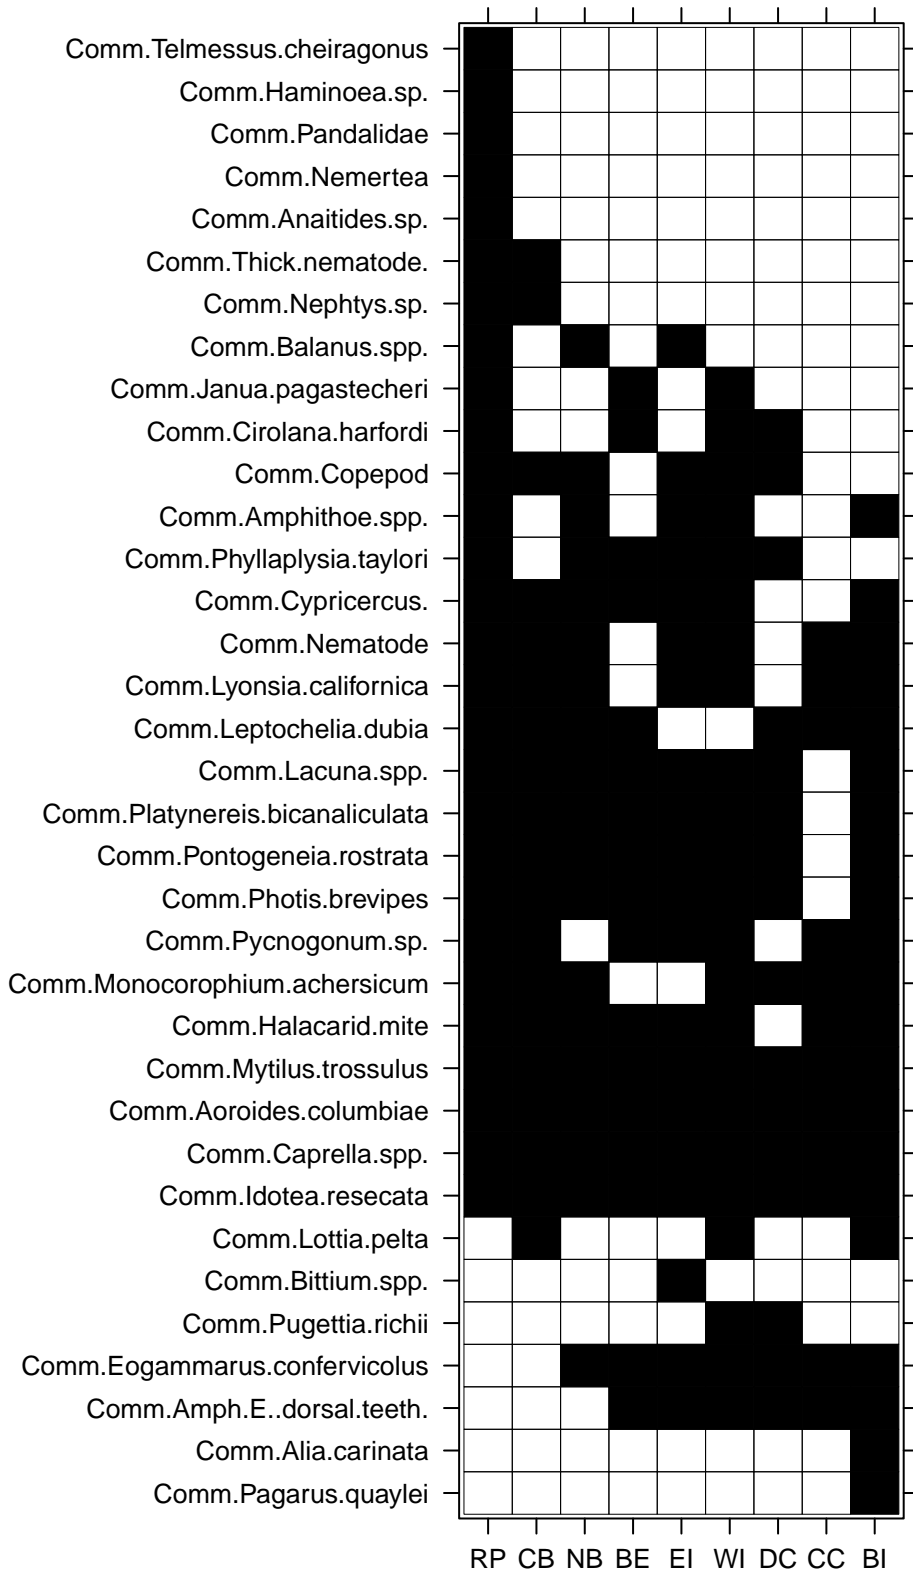 Comm.Telmessus.cheiragonus
Comm.Haminoea.sp.
Comm.Pandalidae
Comm.Nemertea
Comm.Anaitides.sp.
Comm.Thick.nematode.
Comm.Nephtys.sp.
Comm.Balanus.spp.
Comm.Janua.pagastecheri
Comm.Cirolana.harfordi
Comm.Copepod
Comm.Amphithoe.spp.
Comm.Phyllaplysia.taylori
Comm.Cypricercus.
Comm.Nematode
Comm.Lyonsia.californica
Comm.Leptochelia.dubia
Comm.Lacuna.spp.
Comm.Platynereis.bicanaliculata
Comm.Pontogeneia.rostrata
Comm.Photis.brevipes
Comm.Pycnogonum.sp.
Comm.Monocorophium.achersicum
Comm.Halacarid.mite
Comm.Mytilus.trossulus
Comm.Aoroides.columbiae
Comm.Caprella.spp.
Comm.Idotea.resecata
Comm.Lottia.pelta
Comm.Bittium.spp.
Comm.Pugettia.richii
Comm.Eogammarus.confervicolus
Comm.Amph.E..dorsal.teeth.
Comm.Alia.carinata
Comm.Pagarus.quaylei
RP CB NB BE EI WI DC CC BI